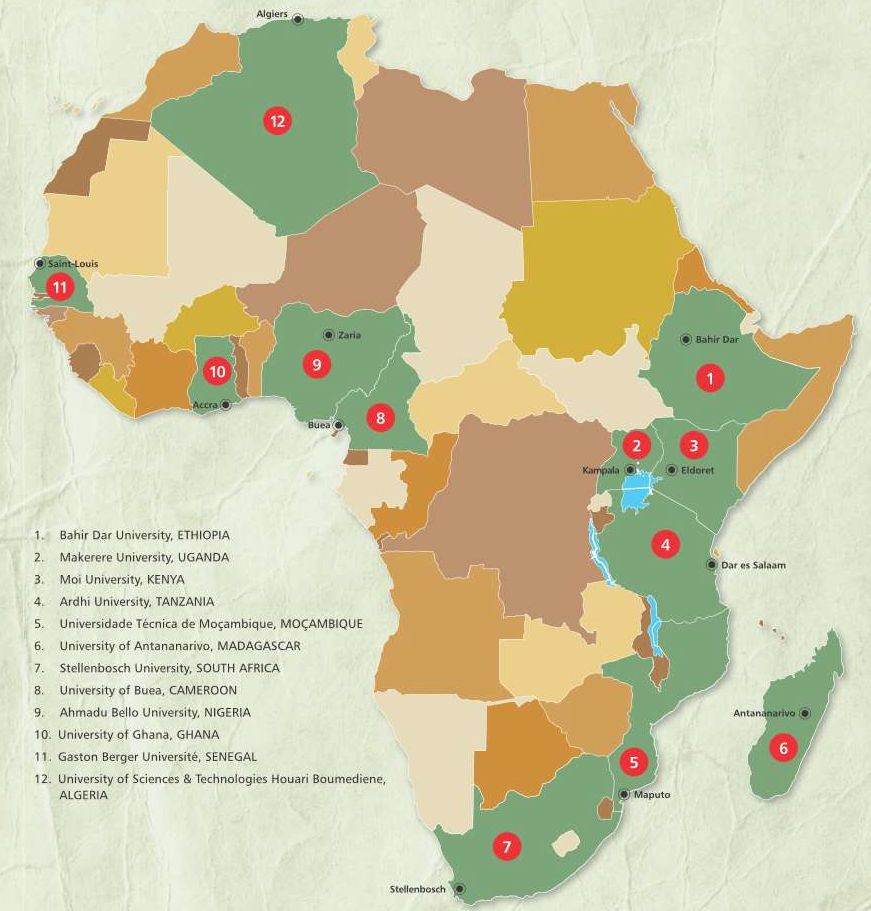 Algiers
12
Saint-Louis
11
Zaria
Bahir Dar
9
10
1
Accra
8
Buea
2
3
Kampala
Eldoret
4
Dar es Salaam
1. Bahir Dar University, ETHIOPIA
2. Makerere University, UGANDA
3. Moi University, KENYA
4. Ardhi University, TANZANIA
5. Universidade Técnica de Moçambique, MOÇAMBIQUE
6. University of Antananarivo, MADAGASCAR
7. Stellenbosch University, SOUTH AFRICA
8. University of Buea, CAMEROON
9. Ahmadu Bello University, NIGERIA
10. University of Ghana, GHANA
11. Gaston Berger Université, SENEGAL
12. University of Sciences & Technologies Houari Boumediene,
ALGERIA
Antananarivo
6
5
Maputo
7
Stellenbosch